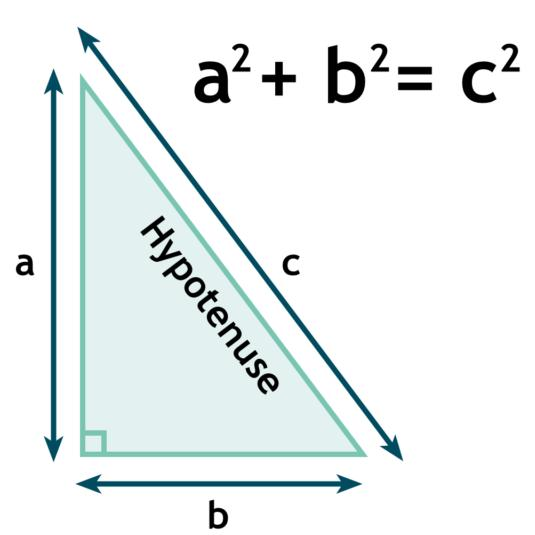 a² + b² = c²
a
Hypotenuse
c
b